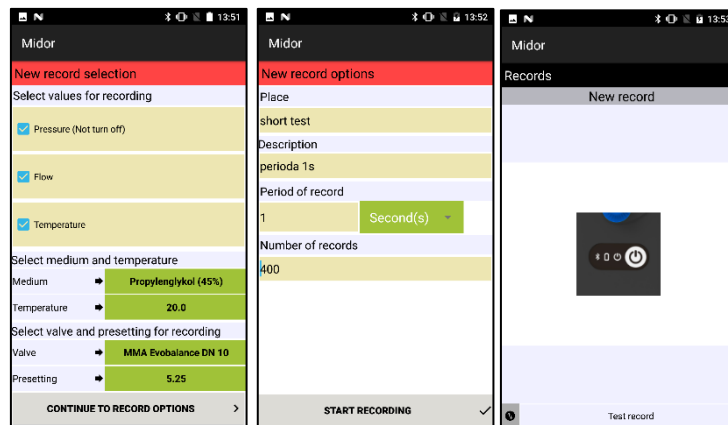 13:51
Midor
New record selection
Select values for recording
Pressure (Not turn off)
Flow
Temperature
Select medium and temperature
Medium
Propylenglykol (45%)
Temperature
20.0
Select valve and presetting for recording
Valve
MMA Evobalance DN 10
Presetting
5.25
CONTINUE TO RECORD OPTIONS
13:52
Midor
New record options
Place
short test
Description
perioda 1s
Period of record
1
Second(s)
Number of records
400
START RECORDING
13:53
Midor
Records
New record
Test record